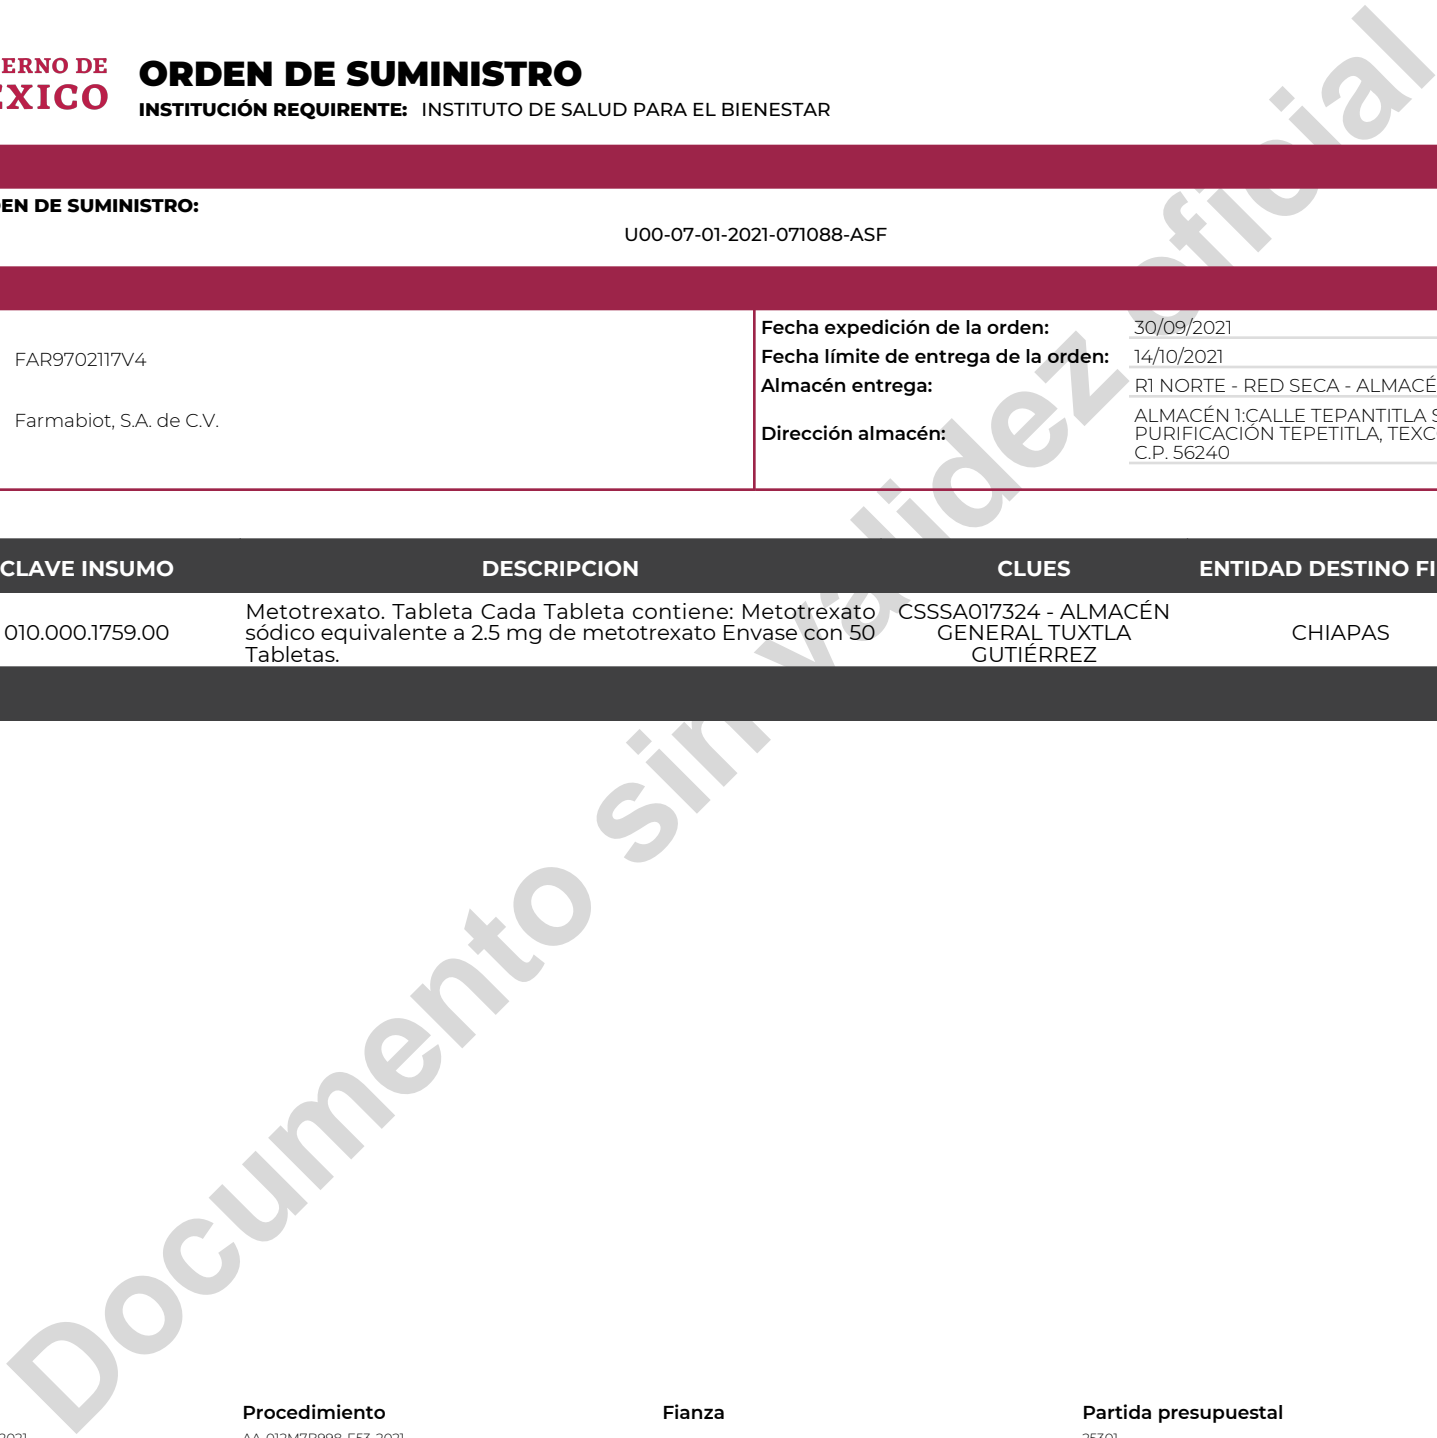 ERNO DE
EXICO
ORDEN DE SUMINISTRO
INSTITUCIÓN REQUIRENTE: INSTITUTO DE SALUD PARA EL BIENESTAR
EN DE SUMINISTRO:
U00-07-01-2021-071088-ASF
FAR9702117V4
Farmabiot, S.A. de C.V.
Fecha expedición de la orden: 30/09/2021
Fecha límite de entrega de la orden: 14/10/2021
Almacén entrega: R1 NORTE - RED SECA - ALMACÉ
Dirección almacén:
ALMACÉN 1:CALLE TEPANTITLA S
PURIFICACIÓN TEPETITLA, TEXC
C.P. 56240
CLAVE INSUMO DESCRIPCION CLUES ENTIDAD DESTINO FI
010.000.1759.00
Metotrexato. Tableta Cada Tableta contiene: Metotrexato
sódico equivalente a 2.5 mg de metotrexato Envase con 50
Tabletas.
CSSSA017324 - ALMACÉN
GENERAL TUXTLA
GUTIÉRREZ
CHIAPAS
Documento sin validez oficial
Procedimiento Fianza Partida presupuestal